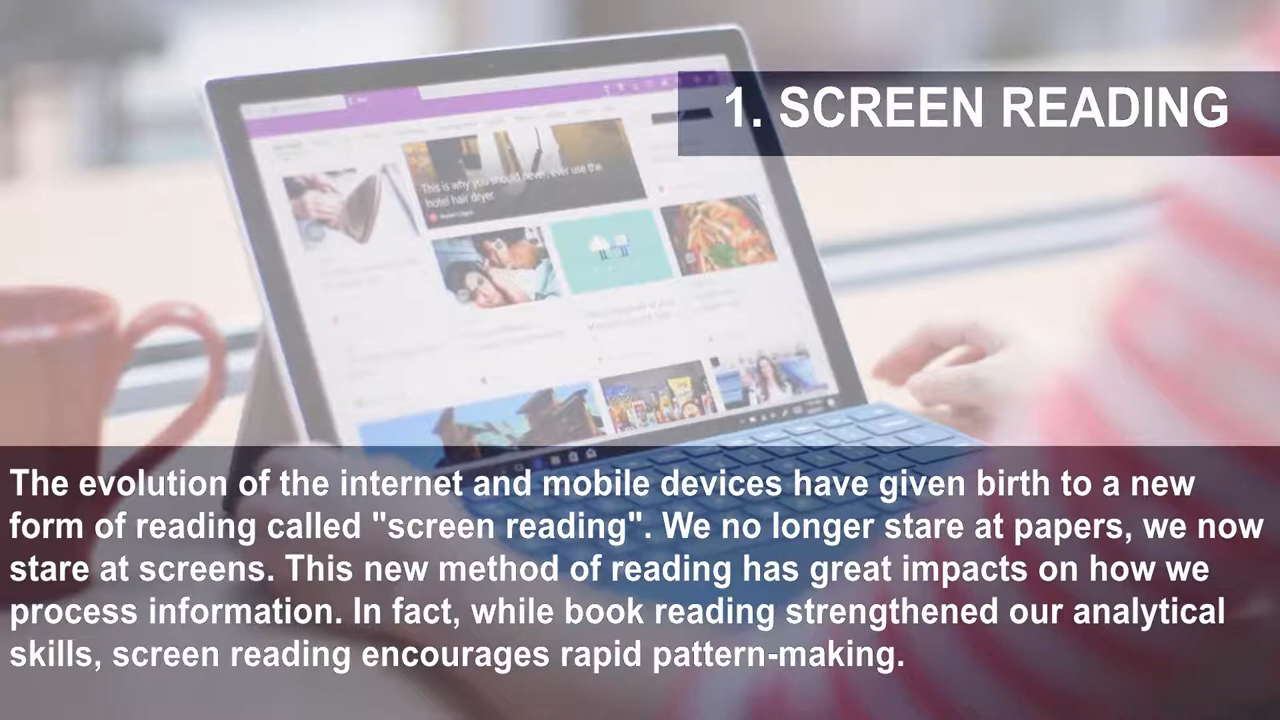 1. SCREEN READING
This is why you should never, ever use the
hotel hair dryer
The evolution of the internet and mobile devices have given birth to a new
form of reading called "screen reading". We no longer stare at papers, we now
stare at screens. This new method of reading has great impacts on how we
process information. In fact, while book reading strengthened our analytical
skills, screen reading encourages rapid pattern-making.